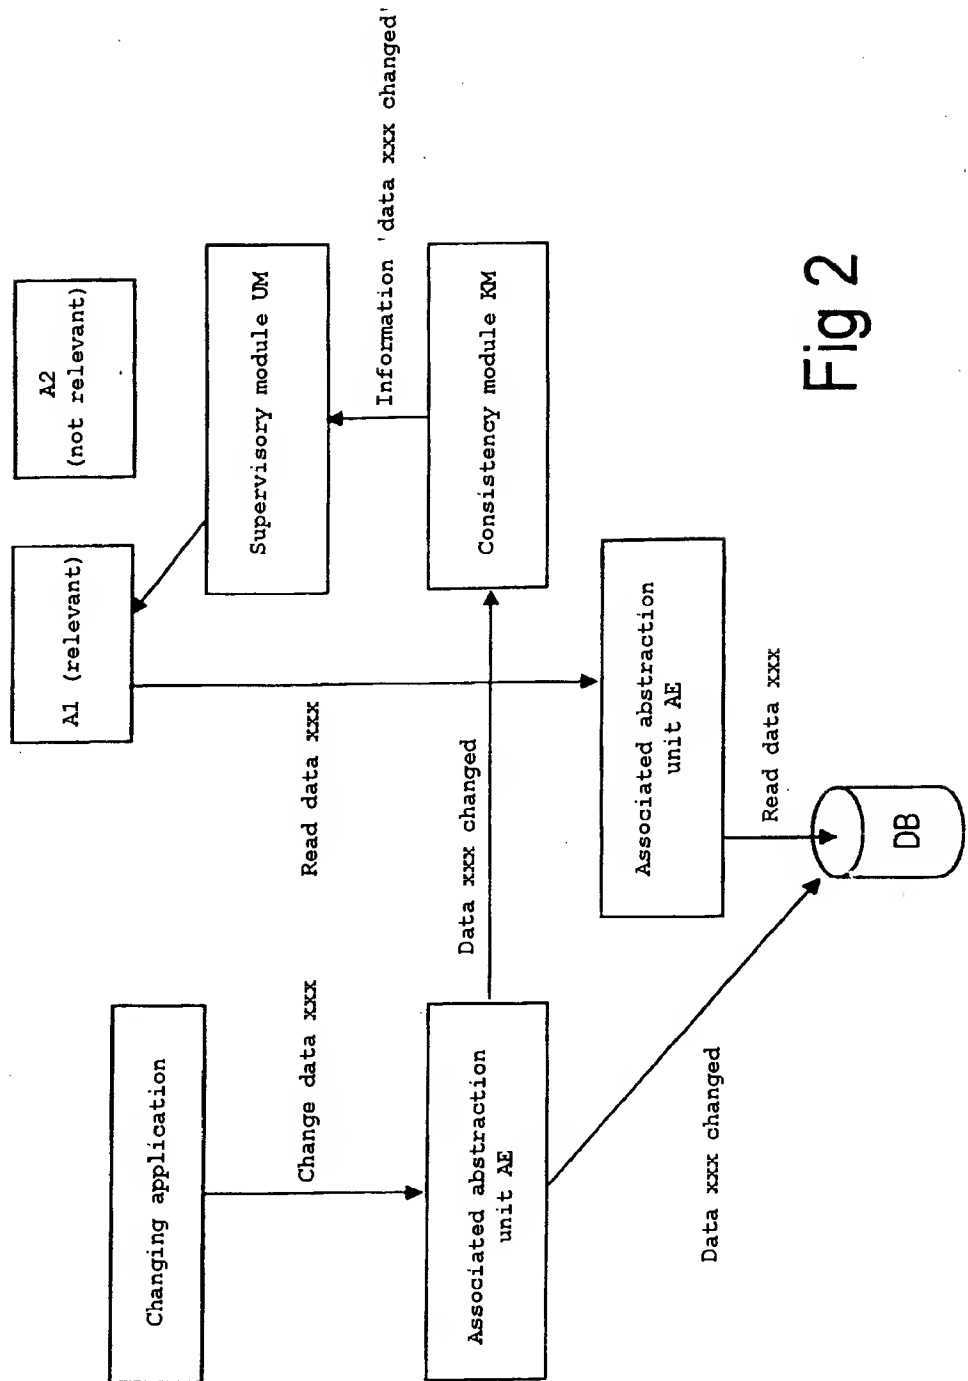 Changing application
Change data xxx
Associated abstraction
unit AE
Data xxx changed
Data xxx changed
A1 (relevant)
Read data xxx
Associated abstraction
unit AE
Read data xxx
DB
A2
(not relevant)
Supervisory module UM
Information 'data xxx changed'
Consistency module KM
Fig 2